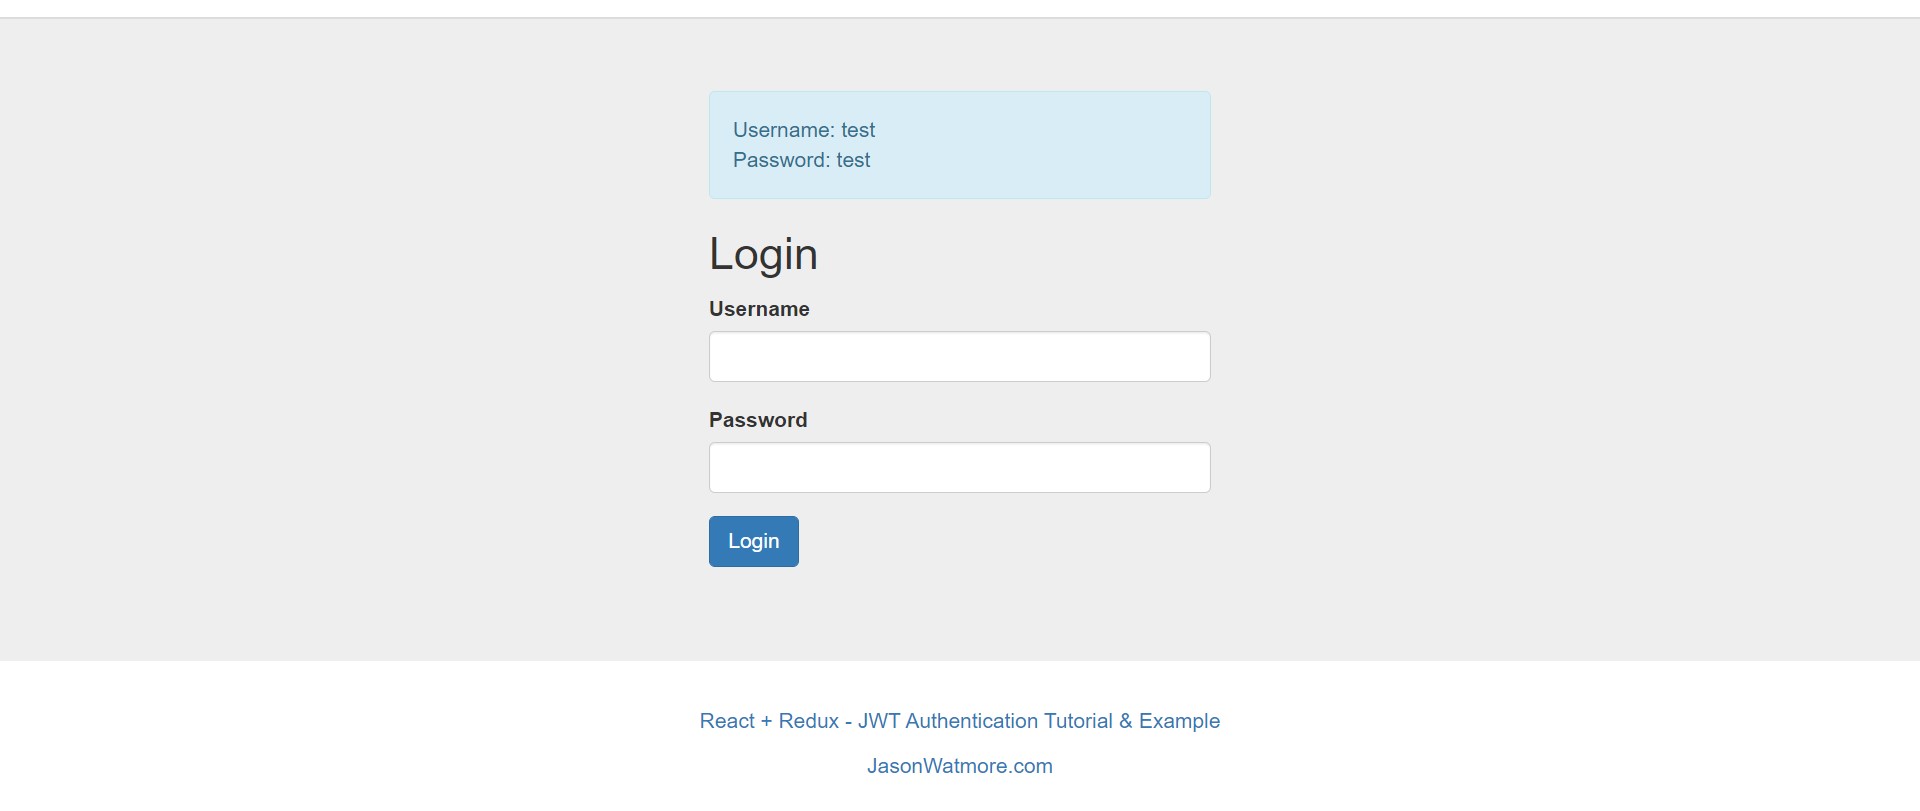 Username: test
Password: test
Login
Username
Password
Login
React + Redux - JWT Authentication Tutorial & Example
JasonWatmore.com